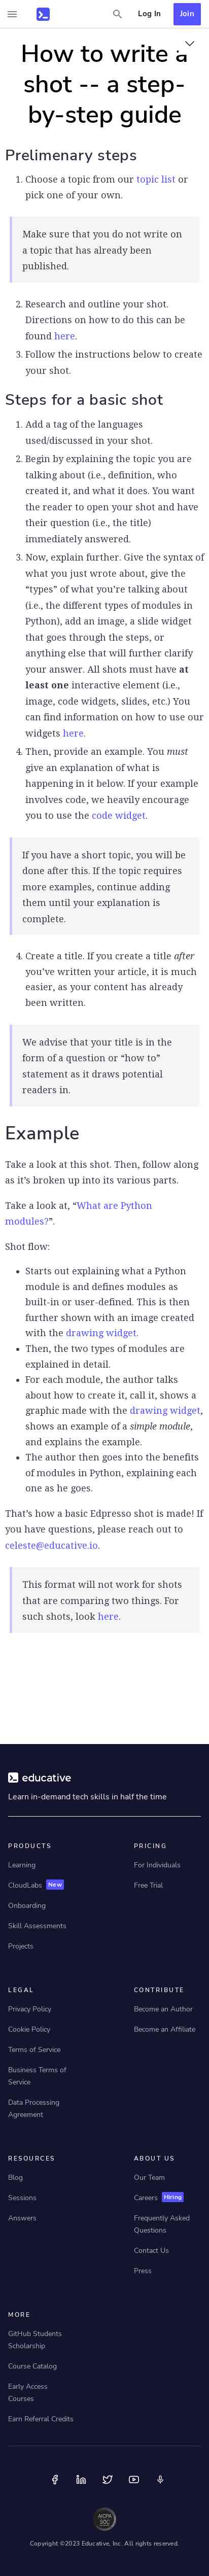 Log In
Join
How to write a
shot -- a step-
by-step guide
Preliminary steps
1. Choose a topic from our topic list or
pick one of your own.
Make sure that you do not write on
a topic that has already been
published.
2. Research and outline your shot.
Directions on how to do this can be
found here.
3. Follow the instructions below to create
your shot.
Steps for a basic shot
1. Add a tag of the languages
used/discussed in your shot.
2. Begin by explaining the topic you are
talking about (i.e., definition, who
created it, and what it does. You want
the reader to open your shot and have
their question (i.e., the title)
immediately answered.
3. Now, explain further. Give the syntax of
what you just wrote about, give the
“types” of what you’re talking about
(i.e., the different types of modules in
Python), add an image, a slide widget
that goes through the steps, or
anything else that will further clarify
your answer. All shots must have at
least one interactive element (i.e.,
image, code widgets, slides, etc.) You
can find information on how to use our
widgets here.
4. Then, provide an example. You must
give an explanation of what is
happening in it below. If your example
involves code, we heavily encourage
you to use the code widget.
If you have a short topic, you will be
done after this. If the topic requires
more examples, continue adding
them until your explanation is
complete.
4. Create a title. If you create a title after
you’ve written your article, it is much
easier, as your content has already
been written.
We advise that your title is in the
form of a question or “how to”
statement as it draws potential
readers in.
Example
Take a look at this shot. Then, follow along
as it’s broken up into its various parts.
Take a look at, “What are Python
modules?”.
Shot flow:
• Starts out explaining what a Python
module is and defines modules as
built-in or user-defined. This is then
further shown with an image created
with the drawing widget.
• Then, the two types of modules are
explained in detail.
• For each module, the author talks
about how to create it, call it, shows a
graphic made with the drawing widget,
shows an example of a simple module,
and explains the example.
• The author then goes into the benefits
of modules in Python, explaining each
one as he goes.
That’s how a basic Edpresso shot is made! If
you have questions, please reach out to
celeste@educative.io.
This format will not work for shots
that are comparing two things. For
such shots, look here.
educative
Learn in-demand tech skills in half the time
PRODUCTS
Learning
CloudLabs New
Onboarding
Skill Assessments
Projects
PRICING
For Individuals
Free Trial
LEGAL
Privacy Policy
Cookie Policy
Terms of Service
Business Terms of
Service
Data Processing
Agreement
CONTRIBUTE
Become an Author
Become an Affiliate
RESOURCES
Blog
Sessions
Answers
ABOUT US
Our Team
Careers Hiring
Frequently Asked
Questions
Contact Us
Press
MORE
GitHub Students
Scholarship
Course Catalog
Early Access
Courses
Earn Referral Credits
AICPA
SOC
Copyright ©2023 Educative, Inc. All rights reserved.